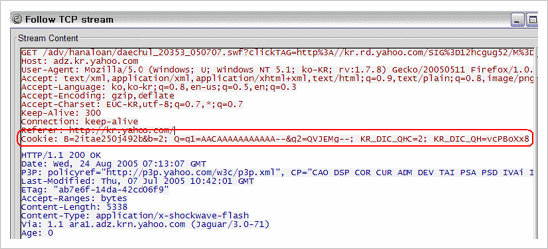 Follow TCP stream
Stream Content
GET /adv/hanaloan/daechul_20353_050707.swf?clickTAG=http%3A//kr.rd.yahoo.com/SIG%3D12hcgug52/M%3D
Host: adz.kr.yahoo.com
User-Agent: Mozilla/5.0 (Windows; U; Windows NT 5.1; ko-KR; rv:1.7.8) Gecko/20050511 Firefox/1.0.
Accept: text/xml,application/xml,application/xhtml+xml,text/html;q=0.9,text/plain;q=0.8,image/png
Accept-Language: ko,ko-kr;q=0.8,en-us;q=0.5,en;q=0.3
Accept-Encoding: gzip,deflate
Accept-Charset: EUC-KR,utf-8;q=0.7,*;q=0.7
Keep-Alive: 300
Connection: keep-alive
Referer: http://kr.yahoo.com/
Cookie: B=2itae250j492b&b=2; Q=q1=AACAAAAAAAAAAA--&q2=QVJEMg--; KR_DIC_QHC=2; KR_DIC_QH=vcPBoXx8
HTTP/1.1 200 OK
Date: Wed, 24 Aug 2005 07:13:07 GMT
P3P: policyref="http://p3p.yahoo.com/w3c/p3p.xml", CP="CAO DSP COR CUR ADM DEV TAI PSA PSD IVAi I
Last-Modified: Thu, 07 Jul 2005 10:42:01 GMT
ETag: "ab7e6f-14da-42cd06f9"
Accept-Ranges: bytes
Content-Length: 5338
Content-Type: application/x-shockwave-flash
Via: 1.1 ara1.adz.krn.yahoo.com (Jaguar/3.0-71)
Age: 0